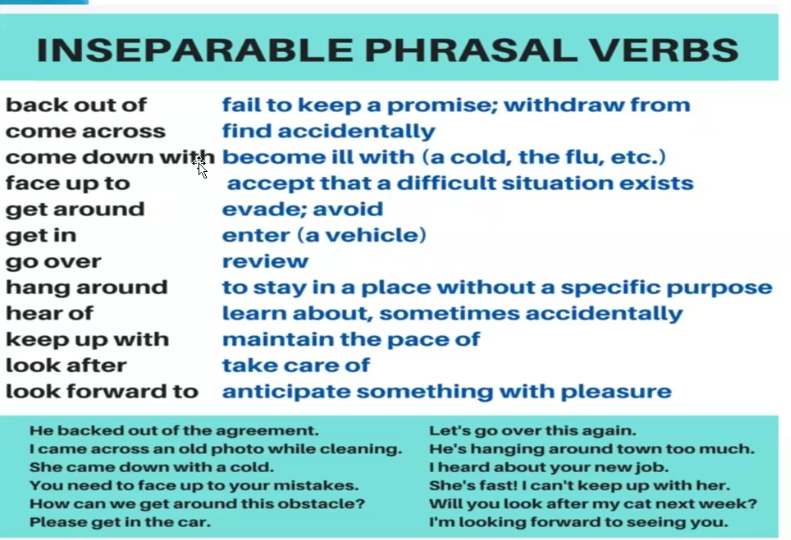 INSEPARABLE PHRASAL VERBS
back out of fail to keep a promise; withdraw from
come across find accidentally
come down with become ill with (a cold, the flu, etc.)
face up to accept that a difficult situation exists
get around evade; avoid
get in enter (a vehicle)
go over review
hang around to stay in a place without a specific purpose
hear of learn about, sometimes accidentally
keep up with maintain the pace of
look after take care of
look forward to anticipate something with pleasure
He backed out of the agreement.
I came across an old photo while cleaning.
She came down with a cold.
You need to face up to your mistakes.
How can we get around this obstacle?
Please get in the car.
Let's go over this again.
He's hanging around town too much.
I heard about your new job.
She's fast! I can't keep up with her.
Will you look after my cat next week?
I'm looking forward to seeing you.